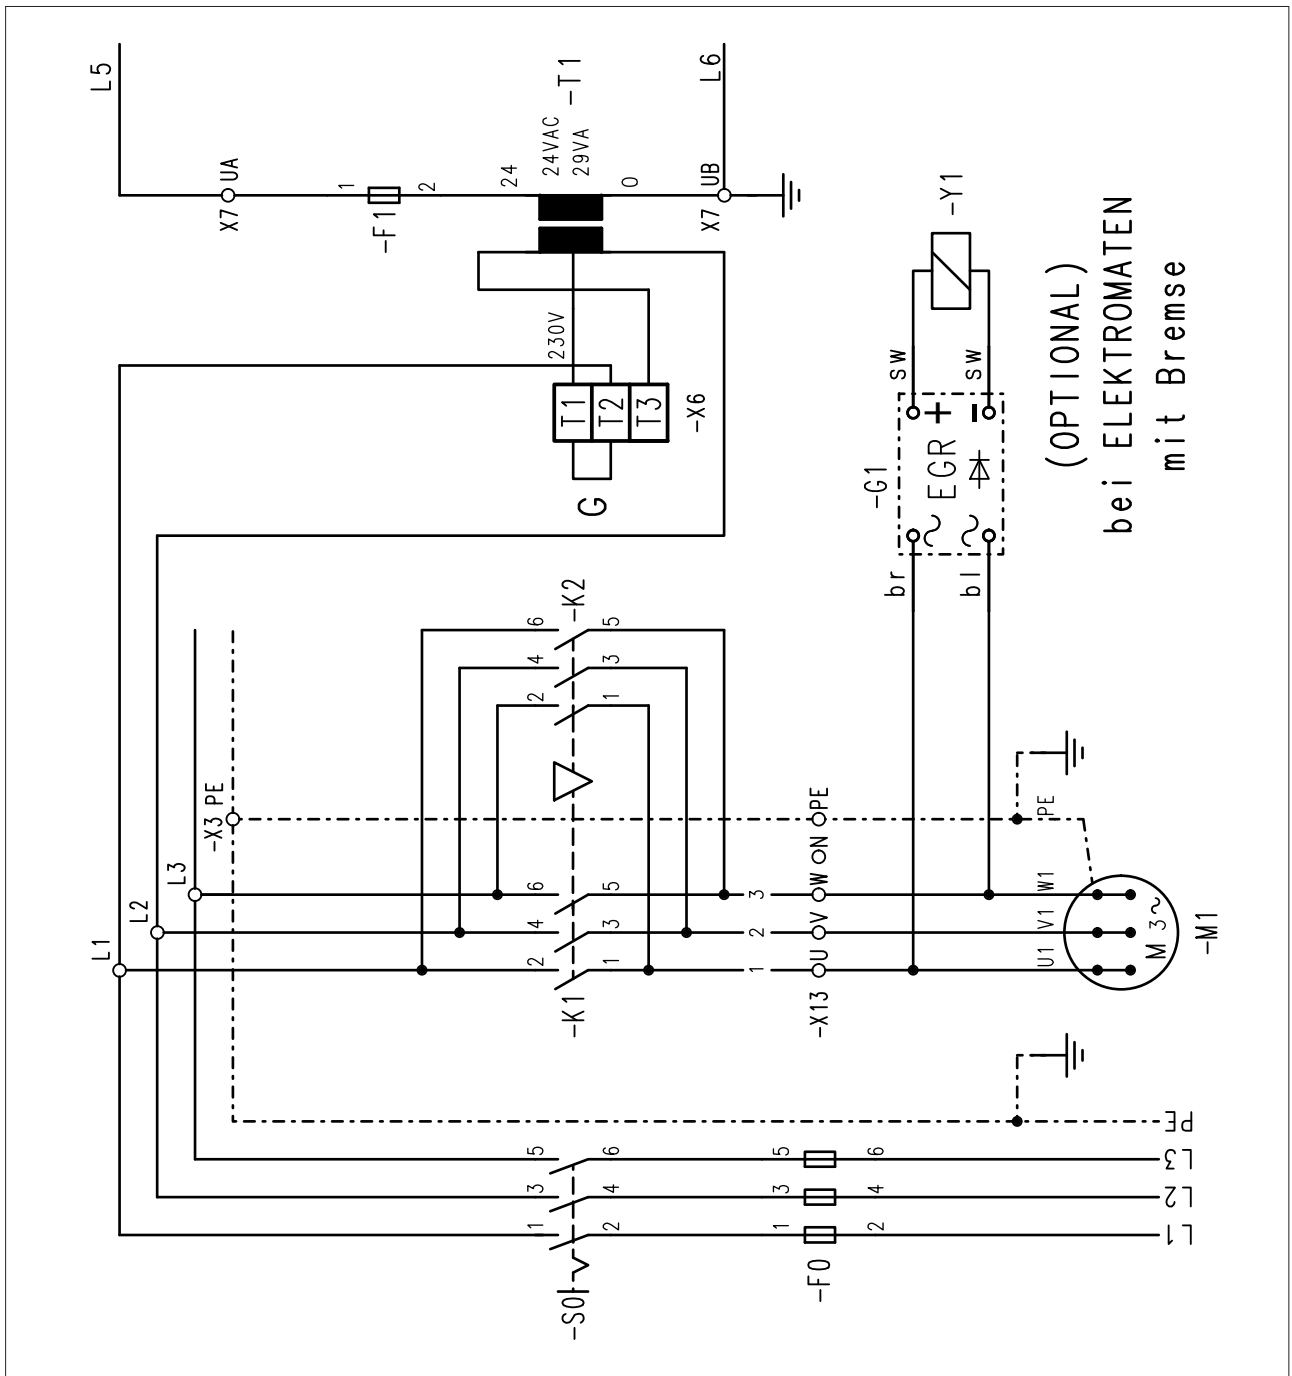 L1
L2
L3
PE
-F0
1
2
3
4
5
6
-S0
1
2
3
4
5
6
L1
L2
L3
-X3 PE
-K1
2
1
4
3
6
5
-K2
2
1
4
3
6
5
1
2
3
-X13
U
V
W
N
PE
U1
V1
W1
PE
M
3~
-M1
L5
X7
UA
1
2
-F1
24
0
24VAC
29VA
-T1
X7
UB
L6
230V
T1
T2
T3
-X6
G
br
bl
-G1
~
~
EGR
+
-
sw
sw
-Y1
(OPTIONAL)
bei ELEKTROMATEN
mit Bremse